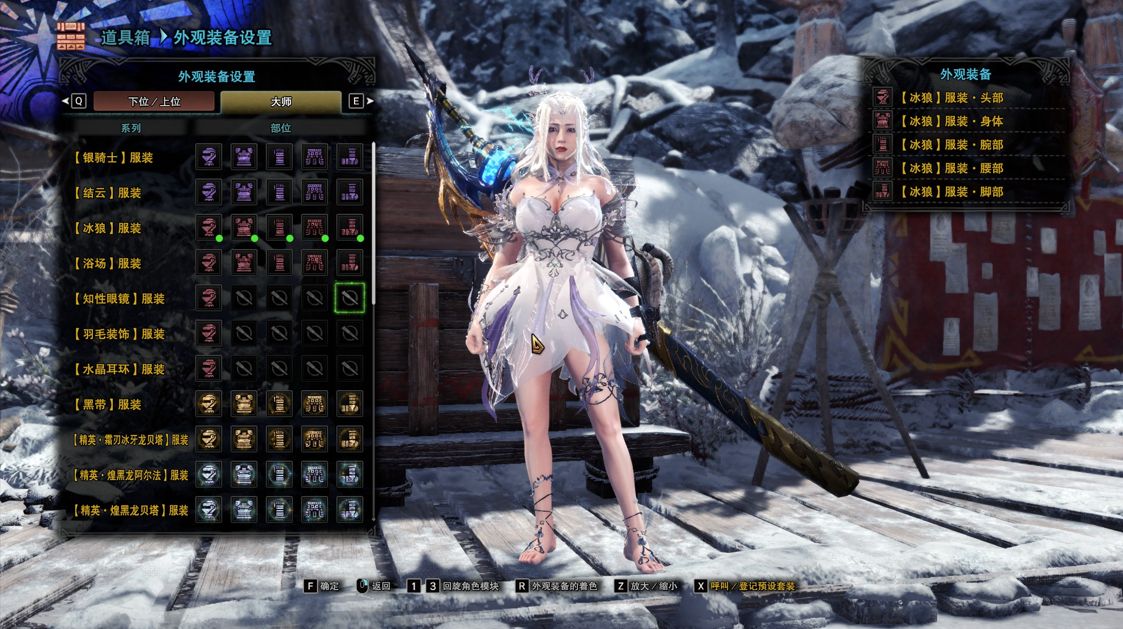 道具箱 外观装备设置
外观装备设置
Q 下位／上位 大师 E
系列 部位
【银骑士】服装
【结云】服装
【冰狼】服装
【浴场】服装
【知性眼镜】服装
【羽毛装饰】服装
【水晶耳环】服装
【黑带】服装
【精英・霜刃冰牙龙贝塔】服装
【精英・煌黑龙阿尔法】服装
【精英・煌黑龙贝塔】服装
外观装备
【冰狼】服装・头部
【冰狼】服装・身体
【冰狼】服装・腕部
【冰狼】服装・腰部
【冰狼】服装・脚部
F 确定 返回 1 3 回旋角色模块 R 外观装备的着色 Z 放大／缩小 X 呼叫／登记预设套装